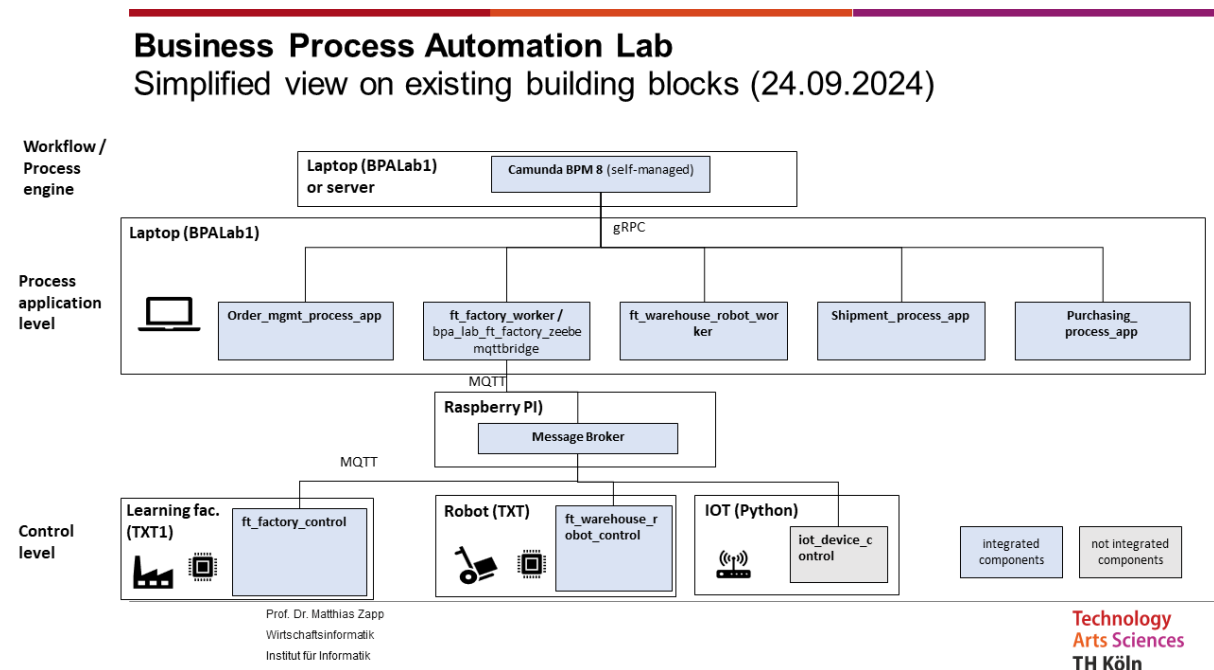 Business Process Automation Lab
Simplified view on existing building blocks (24.09.2024)
Workflow /
Process
engine
Laptop (BPALab1)
or server
Camunda BPM 8 (self-managed)
Laptop (BPALab1)
gRPC
Process
application
level
Order_mgmt_process_app
ft_factory_worker /
bpa_lab_ft_factory_zeebe
mqttbridge
ft_warehouse_robot_wor
ker
Shipment_process_app
Purchasing_
process_app
MQTT
Raspberry PI)
Message Broker
MQTT
Control
level
Learning fac.
(TXT1)
ft_factory_control
Robot (TXT)
ft_warehouse_r
obot_control
IOT (Python)
iot_device_c
ontrol
integrated
components
not integrated
components
Prof. Dr. Matthias Zapp
Wirtschaftsinformatik
Institut für Informatik
Technology
Arts Sciences
TH Köln